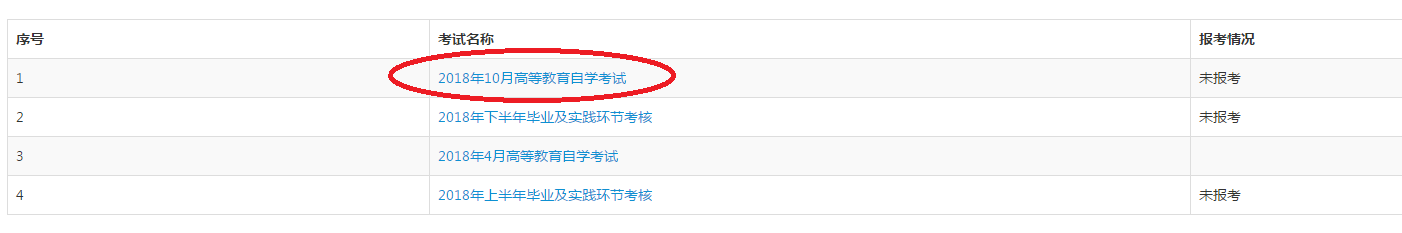 序号 考试名称 报考情况
1 2018年10月高等教育自学考试 未报考
2 2018年下半年毕业及实践环节考核 未报考
3 2018年4月高等教育自学考试
4 2018年上半年毕业及实践环节考核 未报考